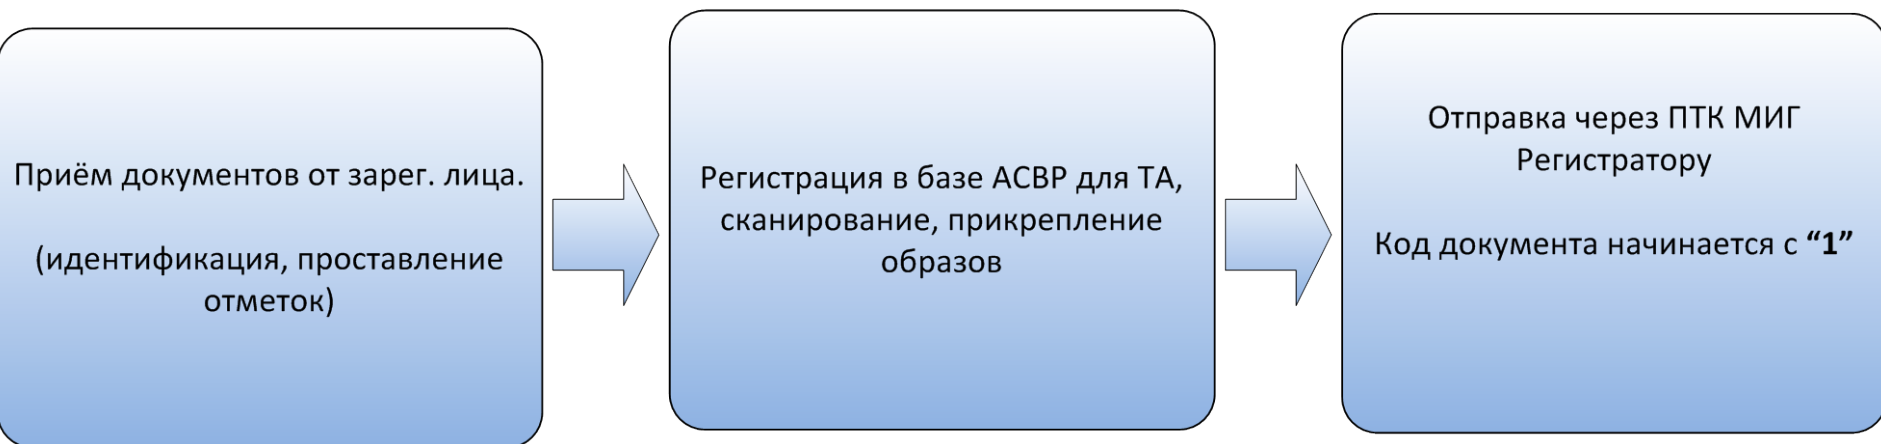 Приём документов от зарег. лица.
(идентификация, проставление
отметок)
Регистрация в базе АСВР для ТА,
сканирование, прикрепление
образов
Отправка через ПТК МИГ
Регистратору
Код документа начинается с “1”